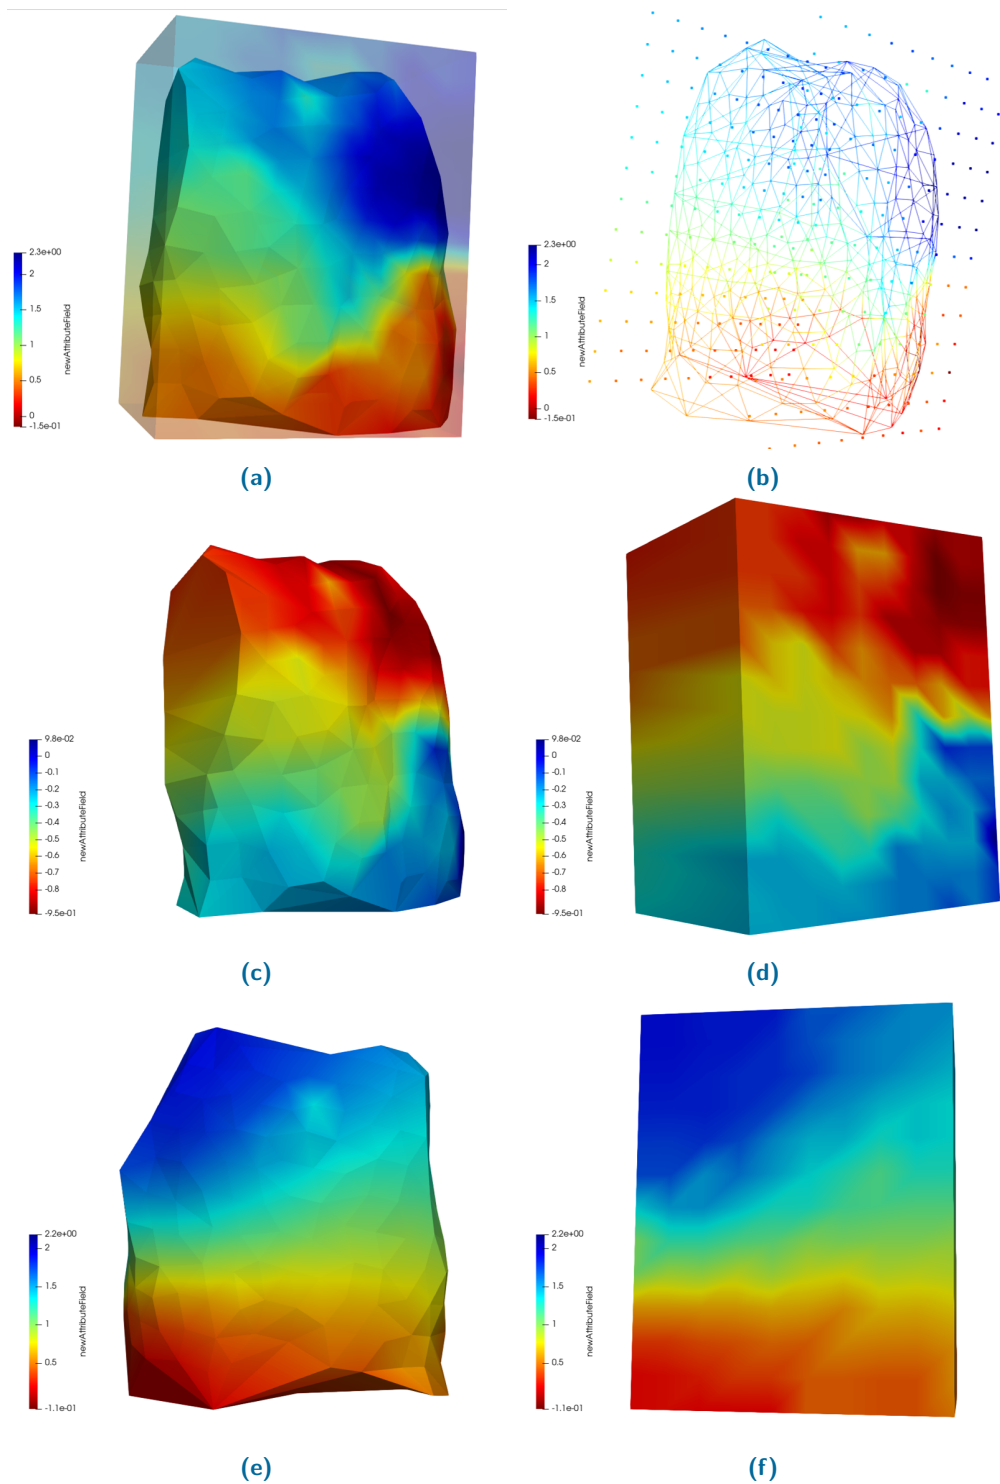 2.3e+00
2
1.5
1
0.5
0
-1.5e-01
newAttributeField
(a)
2.3e+00
2
1.5
1
0.5
0
-1.5e-01
newAttributeField
(b)
9.8e-02
0
-0.1
-0.2
-0.3
-0.4
-0.5
-0.6
-0.7
-0.8
-9.5e-01
newAttributeField
(c)
9.8e-02
0
-0.1
-0.2
-0.3
-0.4
-0.5
-0.6
-0.7
-0.8
-9.5e-01
newAttributeField
(d)
2.2e+00
2
1.5
1
0.5
-1.1e-01
newAttributeField
(e)
2.2e+00
2
1.5
1
0.5
-1.1e-01
newAttributeField
(f)